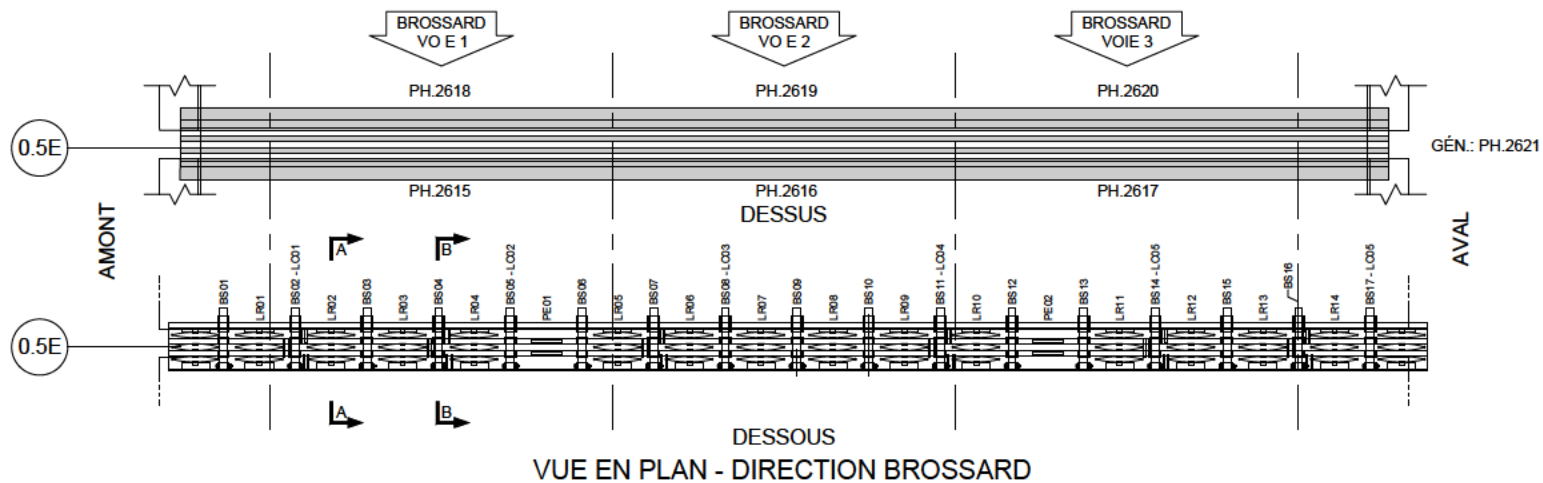 BROSSARD
VO E 1
BROSSARD
VO E 2
BROSSARD
VOIE 3
PH.2618
PH.2619
PH.2620
0.5E
GÉN.: PH.2621
PH.2615
PH.2616
PH.2617
DESSUS
AMONT
AVAL
A
B
BS01
LR01
BS02 - LC01
LR02
BS03
LR03
BS04
LR04
BS05 - LC02
PE01
BS06
LR05
BS07
LR06
BS08 - LC03
LR07
BS09
LR08
BS10
LR09
BS11 - LC04
LR10
BS12
PE02
BS13
LR11
BS14 - LC05
LR12
BS15
LR13
BS16
LR14
BS17 - LC05
0.5E
A
B
DESSOUS
VUE EN PLAN - DIRECTION BROSSARD